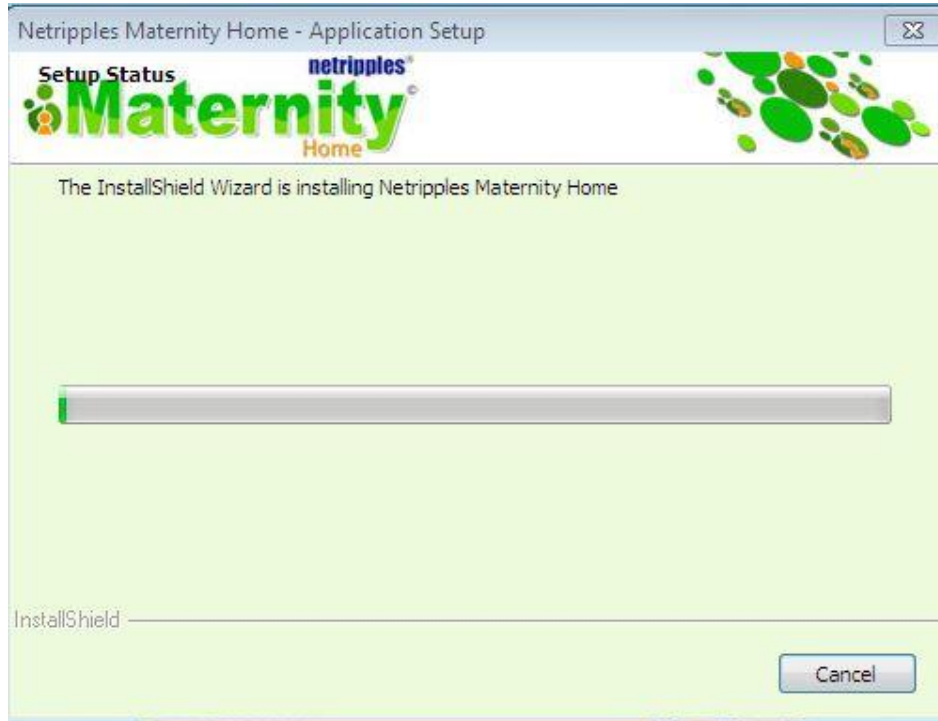 Netripples Maternity Home - Application Setup
Setup Status
netripples®
Maternity©
Home
The InstallShield Wizard is installing Netripples Maternity Home
InstallShield
Cancel